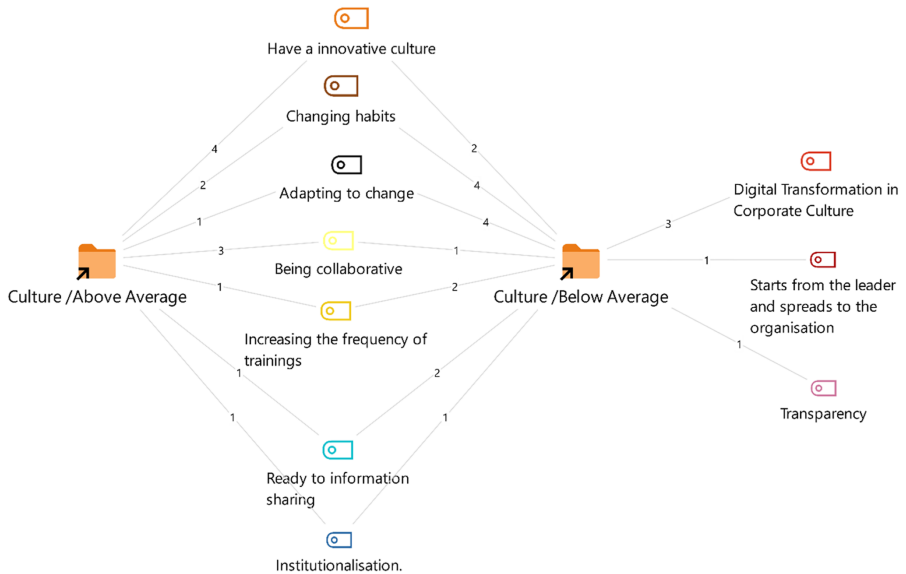 Have a innovative culture
4
2
Changing habits
2
4
Adapting to change
1
4
Digital Transformation in
Corporate Culture
3
3
1
Being collaborative
Culture /Above Average
Culture /Below Average
1
Starts from the leader
and spreads to the
organisation
1
2
Increasing the frequency of
trainings
1
1
2
1
1
Transparency
Ready to information
sharing
Institutionalisation.